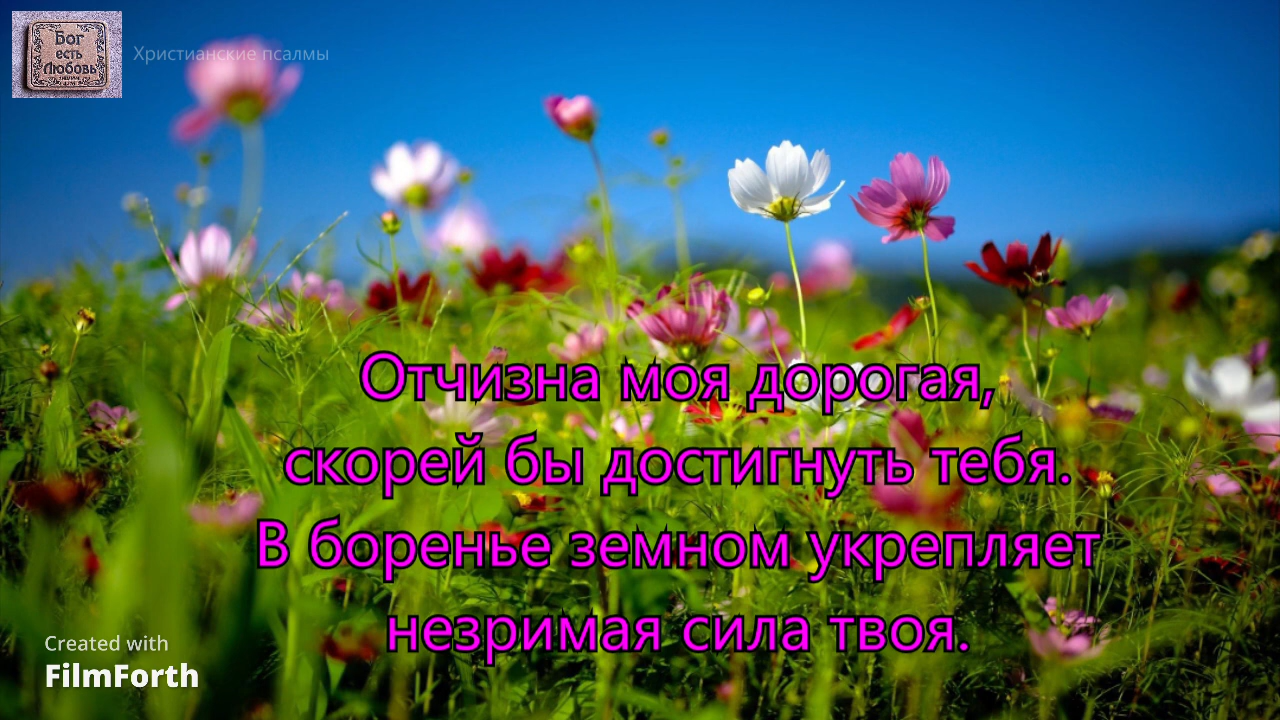 Бог
есть
Любовь
Христианские псалмы
Отчизна моя дорогая,
скорей бы достигнуть тебя.
В боренье земном укрепляет
незримая сила твоя.
Created with
FilmForth